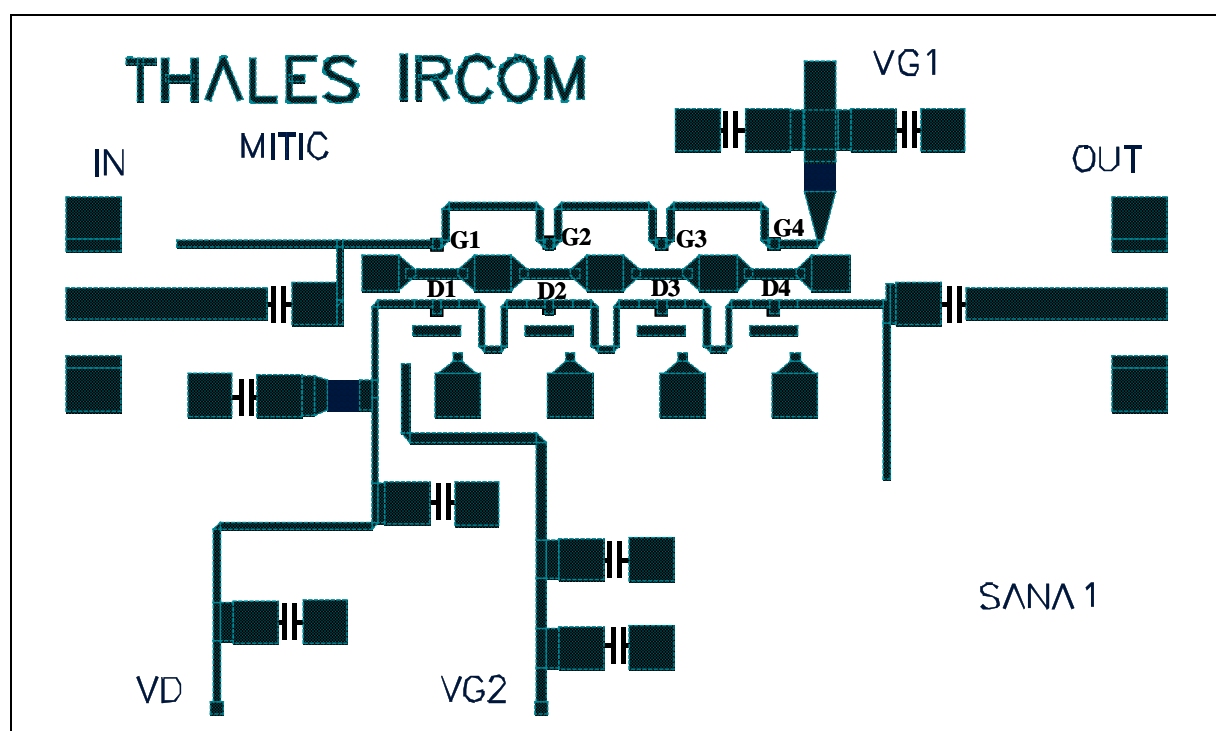 THALES IRCOM
VG1
MITIC
IN
OUT
G1 G2 G3 G4
D1 D2 D3 D4
SANA 1
VD
VG2